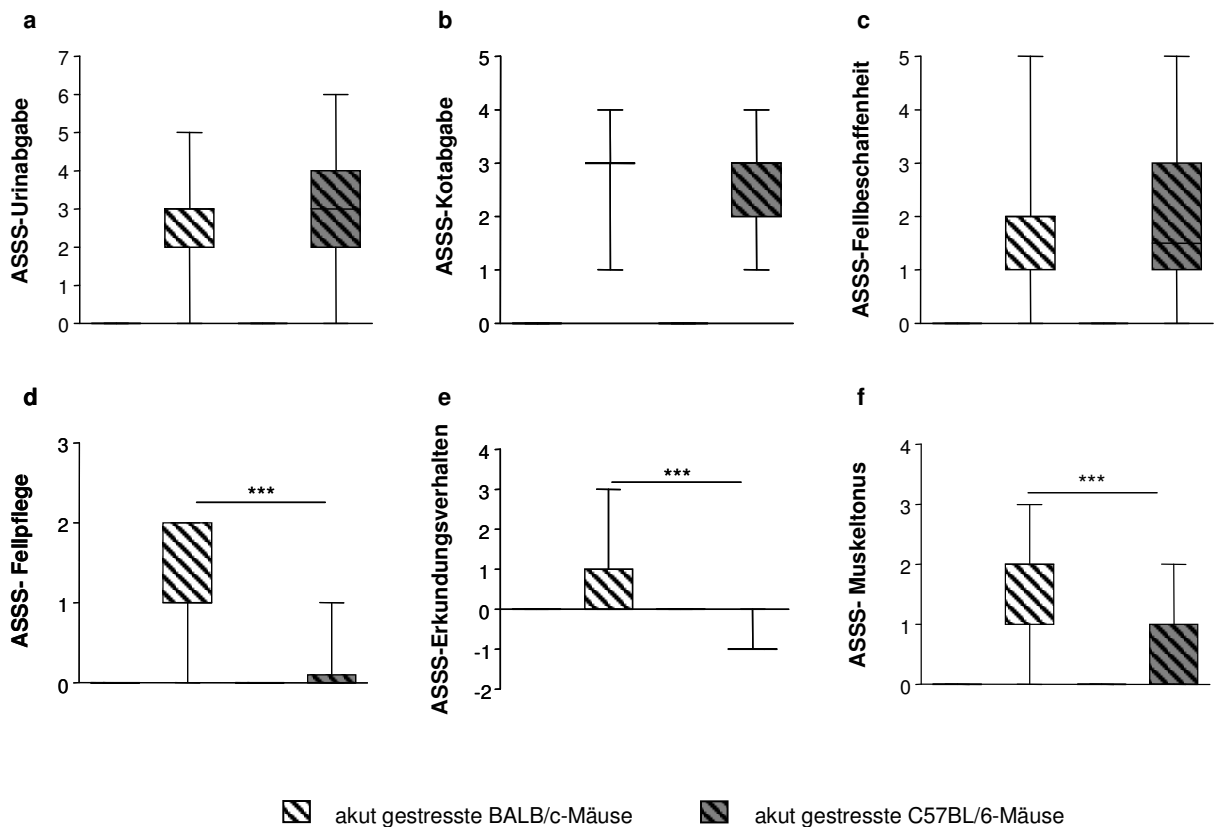 a
ASSS-Urinabgabe
7
6
5
4
3
2
1
0
b
ASSS-Kotabgabe
5
4
3
2
1
0
c
ASSS-Fellbeschaffenheit
5
4
3
2
1
0
d
ASSS- Fellpflege
3
2
1
0
***
e
ASSS-Erkundungsverhalten
4
3
2
1
0
-1
-2
***
f
ASSS- Muskeltonus
4
3
2
1
0
***
akut gestresste BALB/c-Mäuse
akut gestresste C57BL/6-Mäuse